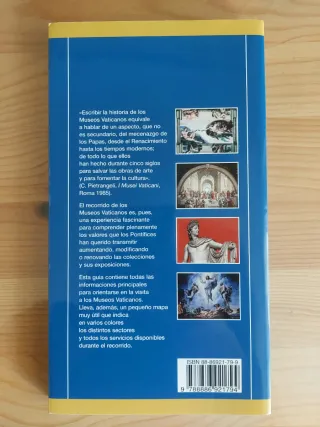 «Escribir la historia de los
Museos Vaticanos equivale
a hablar de un aspecto, que no
es secundario, del mecenazgo de
los Papas, desde el Renacimiento
hasta los tiempos modernos;
de todo lo que ellos
han hecho durante cinco siglos
para salvar las obras de arte
y para fomentar la cultura».
(C. Pietrangeli, I Musei Vaticani,
Roma 1985).
El recorrido de los
Museos Vaticanos es, pues,
una experiencia fascinante
para comprender plenamente
los valores que los Pontífices
han querido transmitir
aumentando, modificando
o renovando las colecciones
y sus exposiciones.
Esta guía contiene todas las
informaciones principales
para orientarse en la visita
a los Museos Vaticanos.
Lleva, además, un pequeño mapa
muy útil que indica
en varios colores
los distintos sectores
y todos los servicios disponibles
durante el recorrido.
ISBN 88-86921-79-9
9 788886 921794